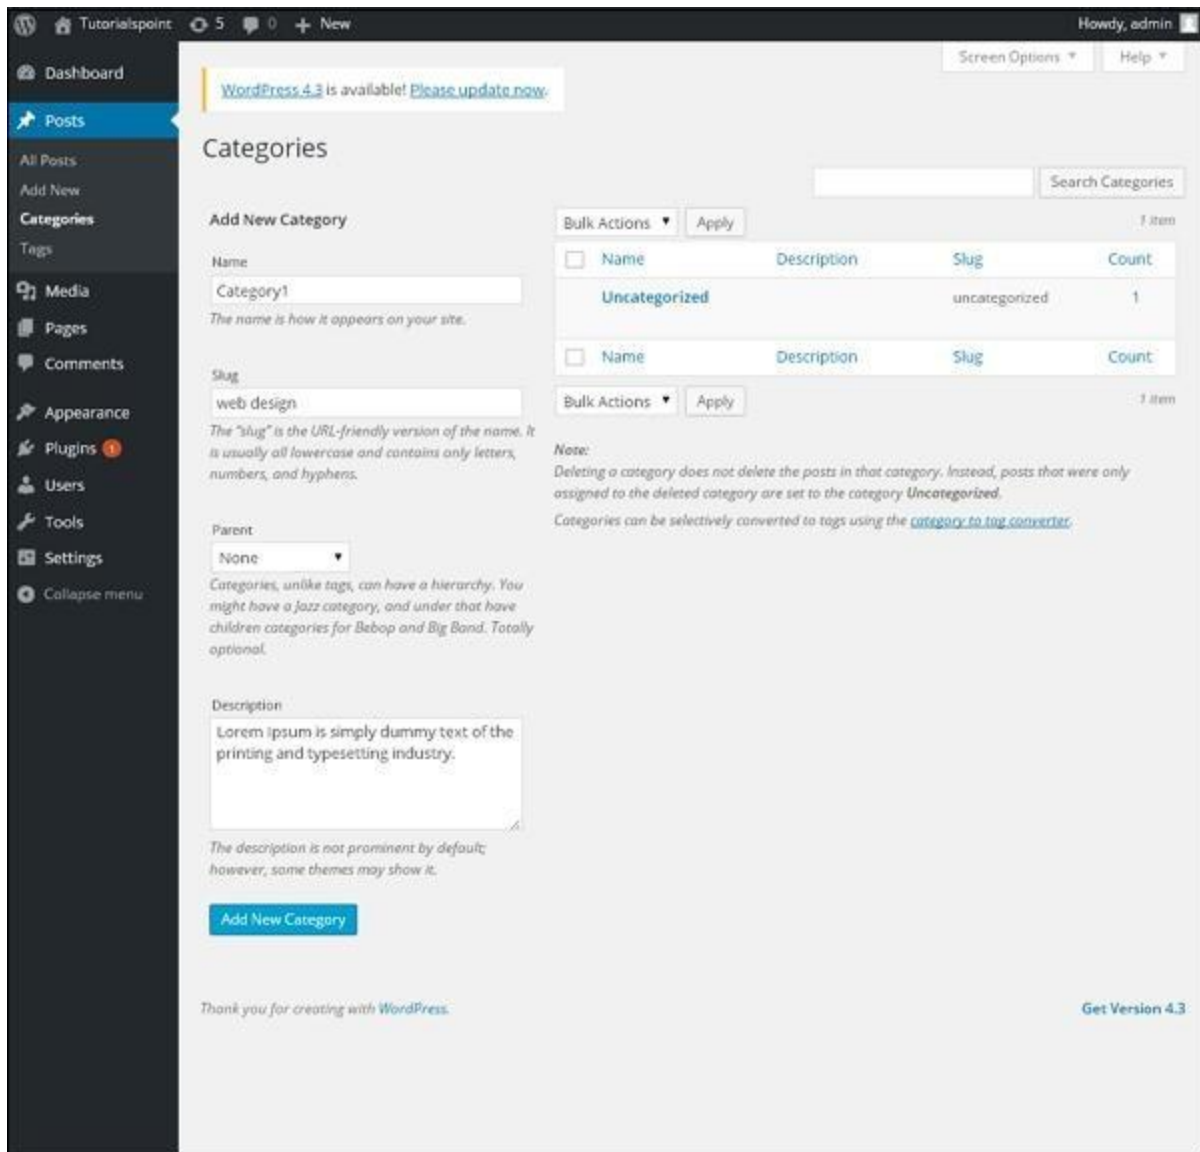 Tutorialspoint 5 0 + New Howdy, admin
Dashboard
Posts
All Posts
Add New
Categories
Tags
Media
Pages
Comments
Appearance
Plugins 1
Users
Tools
Settings
Collapse menu
Screen Options Help
WordPress 4.3 is available! Please update now.
Categories
Search Categories
Add New Category
Name
Category1
The name is how it appears on your site.
Slug
web design
The "slug" is the URL-friendly version of the name. It
is usually all lowercase and contains only letters,
numbers, and hyphens.
Parent
None
Categories, unlike tags, can have a hierarchy. You
might have a Jazz category, and under that have
children categories for Bebop and Big Band. Totally
optional.
Description
Lorem Ipsum is simply dummy text of the
printing and typesetting industry.
The description is not prominent by default;
however, some themes may show it.
Add New Category
Bulk Actions Apply 1 item
Name Description Slug Count
Uncategorized uncategorized 1
Name Description Slug Count
Bulk Actions Apply 1 item
Note:
Deleting a category does not delete the posts in that category. Instead, posts that were only
assigned to the deleted category are set to the category Uncategorized.
Categories can be selectively converted to tags using the category to tag converter.
Thank you for creating with WordPress. Get Version 4.3